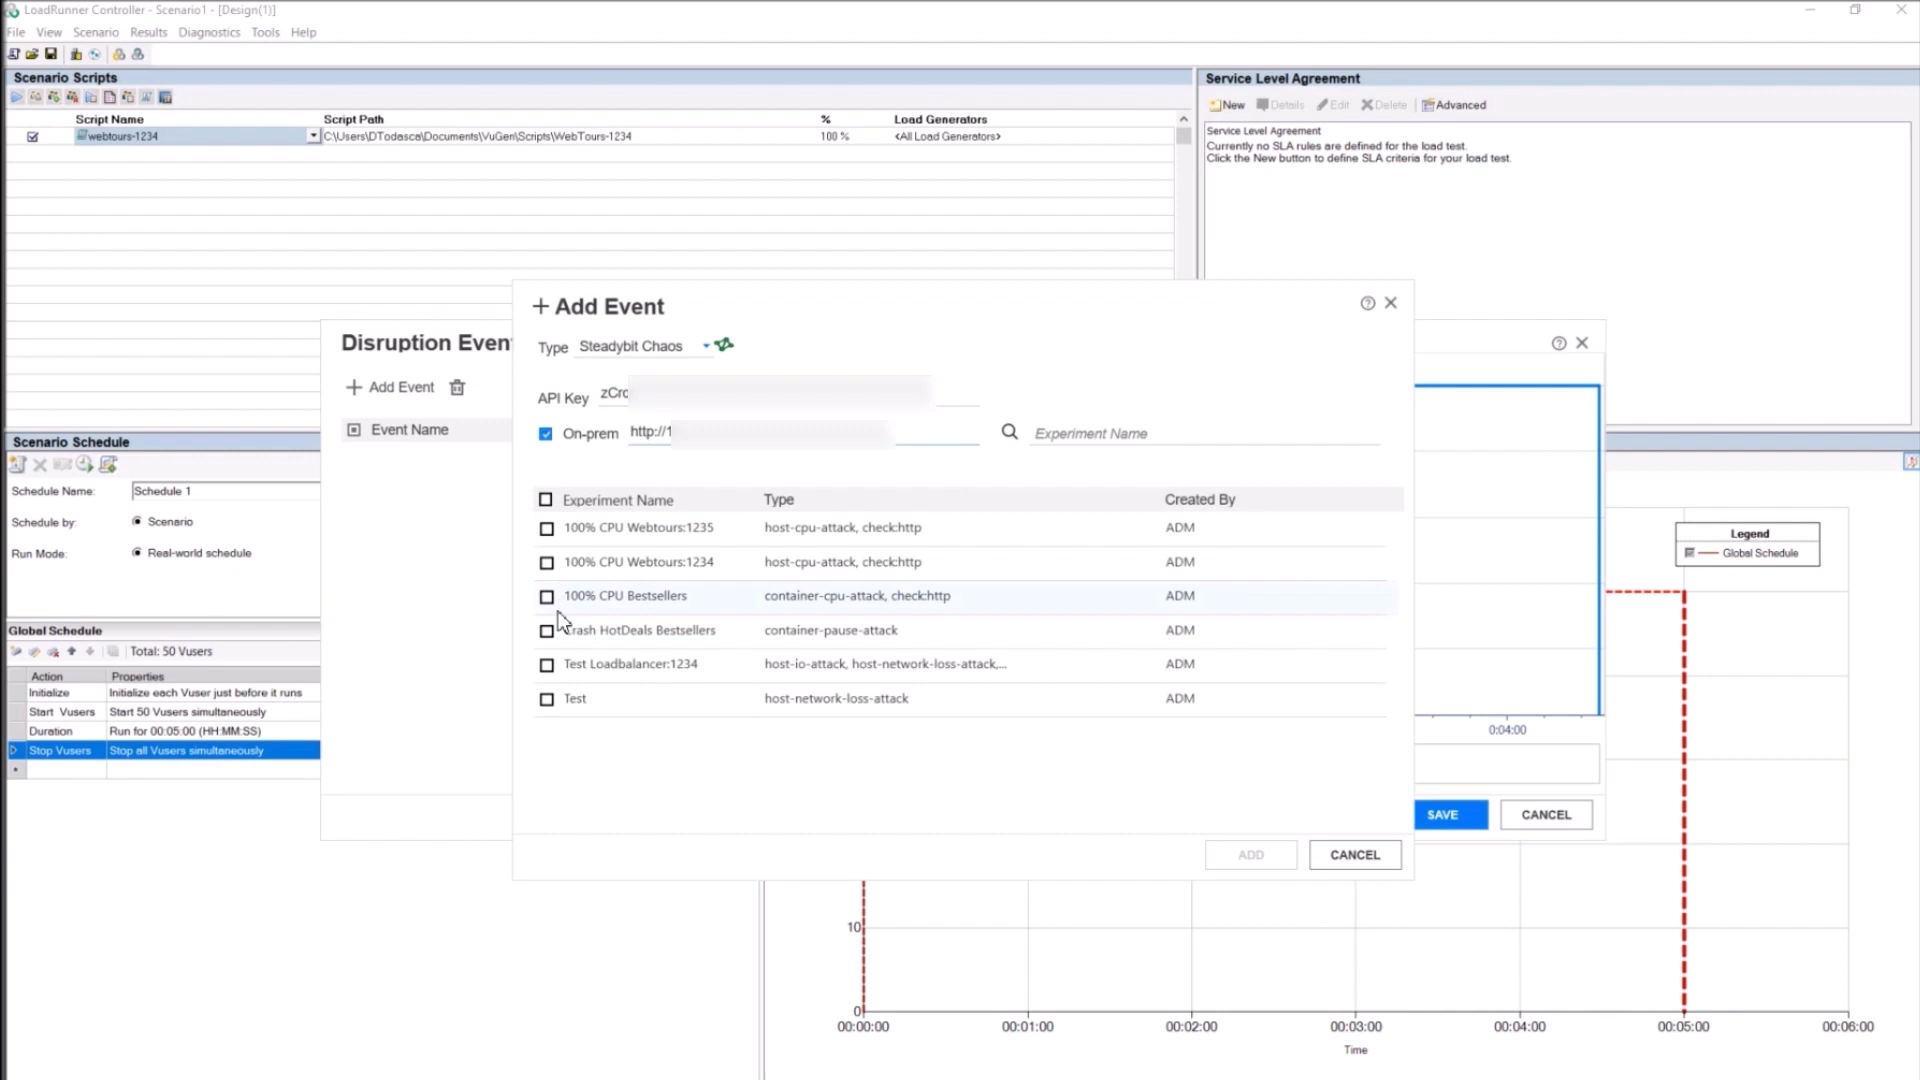 LoadRunner Controller - Scenario1 - [Design(1)]
File View Scenario Results Diagnostics Tools Help
Scenario Scripts
Script Name Script Path % Load Generators
webtours-1234 C:\Users\DTodasca\Documents\VuGen\Scripts\WebTours-1234 100 % <All Load Generators>
Service Level Agreement
New Details Edit Delete Advanced
Service Level Agreement
Currently no SLA rules are defined for the load test.
Click the New button to define SLA criteria for your load test.
Disruption Even
+ Add Event
Event Name
+ Add Event
Type Steadybit Chaos
API Key zCrc
On-prem http://1
Experiment Name
Experiment Name Type Created By
100% CPU Webtours:1235 host-cpu-attack, check:http ADM
100% CPU Webtours:1234 host-cpu-attack, check:http ADM
100% CPU Bestsellers container-cpu-attack, check:http ADM
Crash HotDeals Bestsellers container-pause-attack ADM
Test Loadbalancer:1234 host-io-attack, host-network-loss-attack,... ADM
Test host-network-loss-attack ADM
ADD CANCEL
0:04:00
SAVE CANCEL
Scenario Schedule
Schedule Name: Schedule 1
Schedule by: Scenario
Run Mode: Real-world schedule
Global Schedule
Total: 50 Vusers
Action Properties
Initialize Initialize each Vuser just before it runs
Start Vusers Start 50 Vusers simultaneously
Duration Run for 00:05:00 (HH:MM:SS)
Stop Vusers Stop all Vusers simultaneously
*
Legend
Global Schedule
10
0
00:00:00 00:01:00 00:02:00 00:03:00 00:04:00 00:05:00 00:06:00
Time